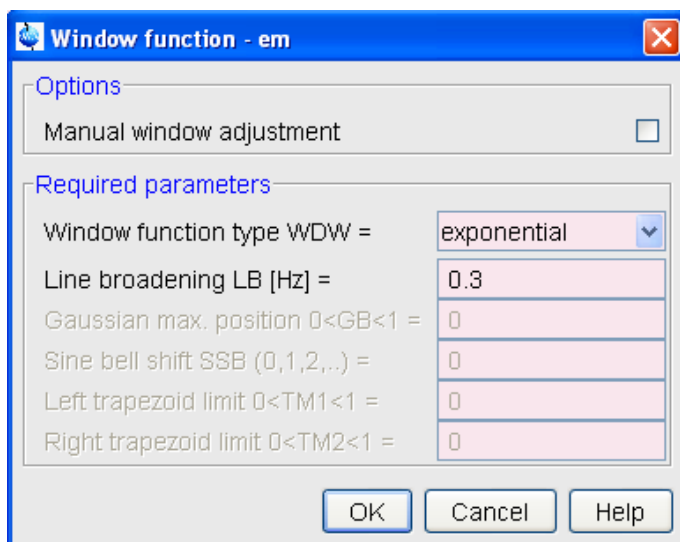 Window function - em
Options
Manual window adjustment
Required parameters
Window function type WDW = exponential
Line broadening LB [Hz] = 0.3
Gaussian max. position 0<GB<1 = 0
Sine bell shift SSB (0,1,2,..) = 0
Left trapezoid limit 0<TM1<1 = 0
Right trapezoid limit 0<TM2<1 = 0
OK Cancel Help